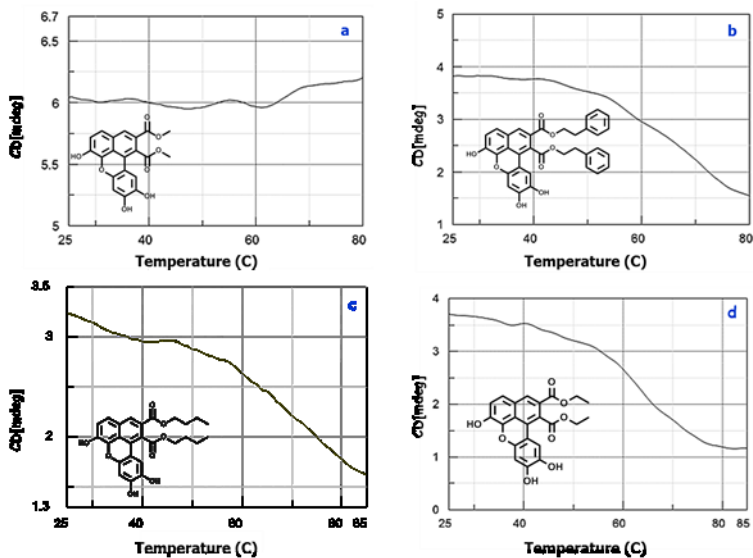 6.7
a
6
5.5
5
CD[mdeg]
O
O
O
O
HO
O
OH
OH
25 40 60 80
Temperature (C)
5
b
4
3
2
1
CD[mdeg]
O
O
O
O
HO
O
OH
OH
25 40 60 80
Temperature (C)
3.5
c
3
2
1.3
CD[mdeg]
O
O
O
O
HO
O
OH
OH
25 40 60 80 85
Temperature (C)
4
d
3
2
1
0
CD[mdeg]
O
O
O
O
HO
O
OH
OH
25 40 60 80 85
Temperature (C)